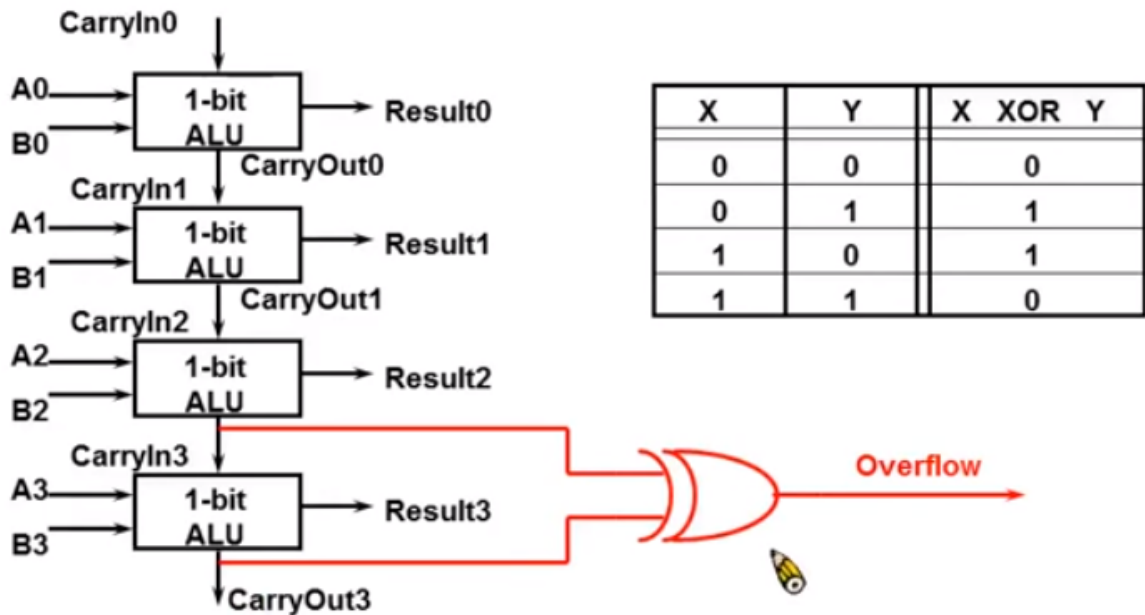 CarryIn0
A0
1-bit
ALU
Result0
B0
CarryOut0
CarryIn1
A1
1-bit
ALU
Result1
B1
CarryOut1
CarryIn2
A2
1-bit
ALU
Result2
B2
CarryIn3
A3
1-bit
ALU
Result3
B3
CarryOut3
X Y X XOR Y
0 0 0
0 1 1
1 0 1
1 1 0
Overflow